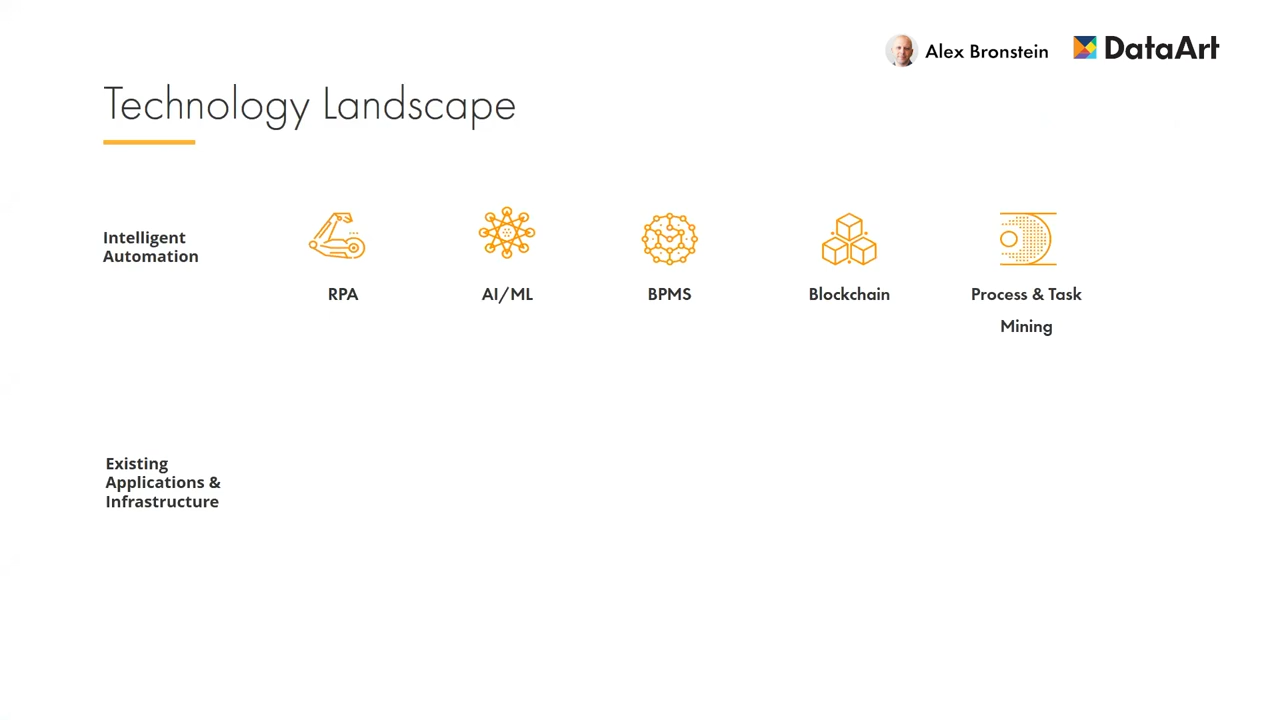 Alex Bronstein
DataArt
Technology Landscape
Intelligent
Automation
RPA
AI/ML
BPMS
Blockchain
Process & Task
Mining
Existing
Applications &
Infrastructure